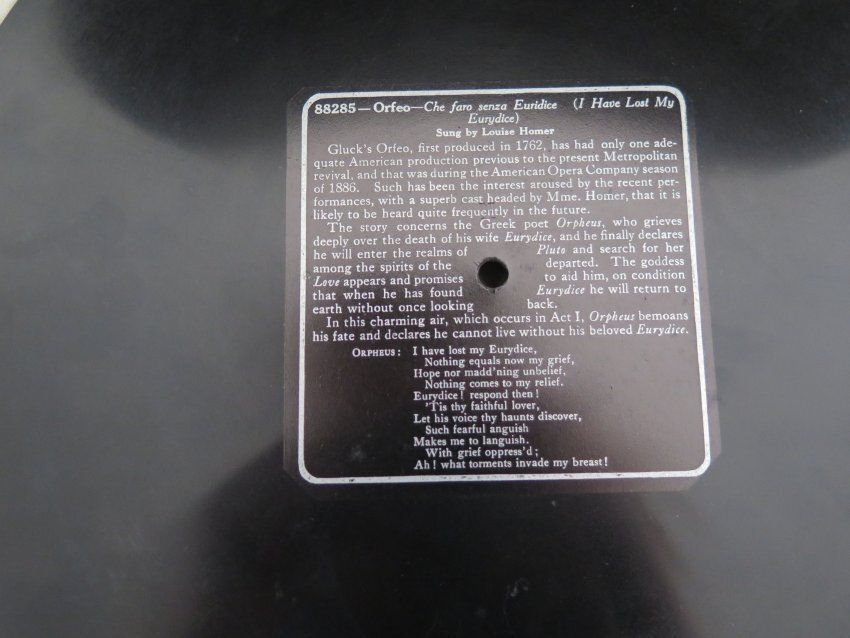 88285—Orfeo—Che faro senza Euridice (I Have Lost My
Eurydice)
Sung by Louise Homer
Gluck's Orfeo, first produced in 1762, has had only one ade-
quate American production previous to the present Metropolitan
revival, and that was during the American Opera Company season
of 1886. Such has been the interest aroused by the recent per-
formances, with a superb cast headed by Mme. Homer, that it is
likely to be heard quite frequently in the future.
The story concerns the Greek poet Orpheus, who grieves
deeply over the death of his wife Eurydice, and he finally declares
he will enter the realms of Pluto and search for her
among the spirits of the departed. The goddess
Love appears and promises to aid him, on condition
that when he has found Eurydice he will return to
earth without once looking back.
In this charming air, which occurs in Act I, Orpheus bemoans
his fate and declares he cannot live without his beloved Eurydice.
ORPHEUS: I have lost my Eurydice,
Nothing equals now my grief,
Hope nor madd'ning unbelief,
Nothing comes to my relief.
Eurydice! respond then!
'Tis thy faithful lover,
Let his voice thy haunts discover,
Such fearful anguish
Makes me to languish.
With grief oppress'd;
Ah! what torments invade my breast!